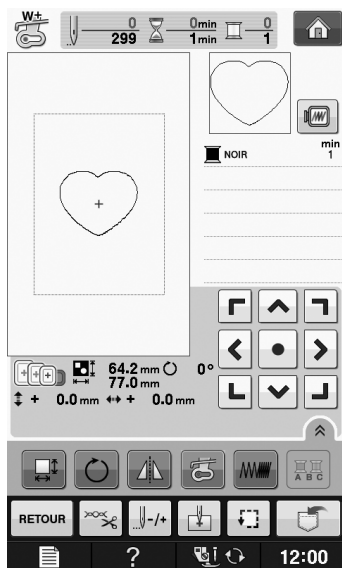 W+
0 0min 0
299 1min 1
min
NOIR 1
64.2 mm 0°
77.0 mm
+ 0.0 mm + 0.0 mm
A B C
RETOUR -/+
? 12:00